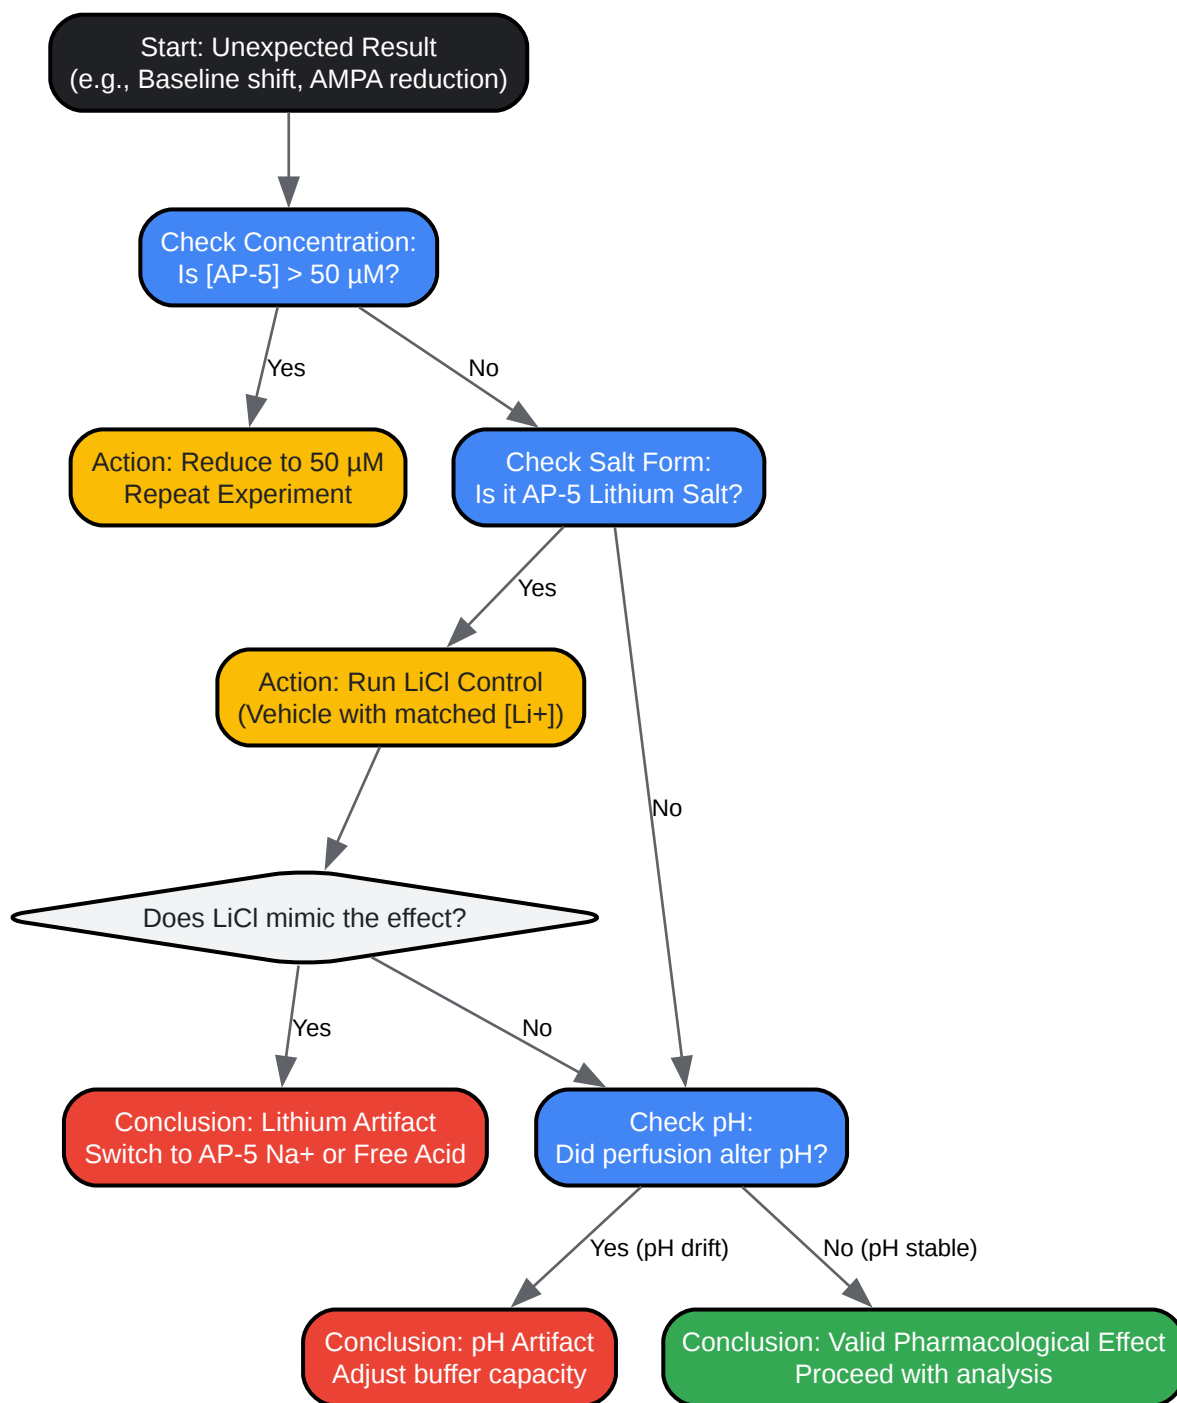 Start: Unexpected Result
(e.g., Baseline shift, AMPA reduction)
Check Concentration:
Is [AP-5] > 50 µM?
Yes
No
Action: Reduce to 50 µM
Repeat Experiment
Check Salt Form:
Is it AP-5 Lithium Salt?
Yes
Action: Run LiCl Control
(Vehicle with matched [Li+])
No
Does LiCl mimic the effect?
Yes
No
Conclusion: Lithium Artifact
Switch to AP-5 Na+ or Free Acid
Check pH:
Did perfusion alter pH?
Yes (pH drift)
No (pH stable)
Conclusion: pH Artifact
Adjust buffer capacity
Conclusion: Valid Pharmacological Effect
Proceed with analysis